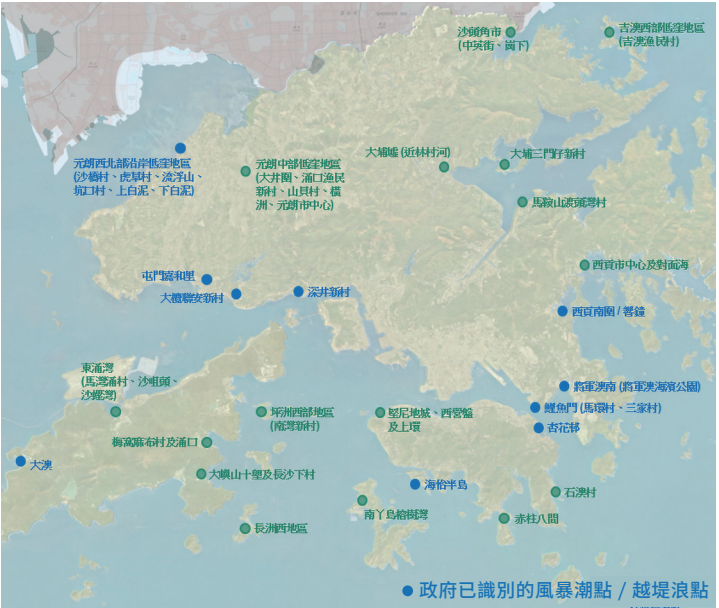 沙頭角市
(中英街、崗下)
吉澳西部低窪地區
(吉澳漁民村)
元朗西北部沿岸低窪地區
(沙橋村、虎草村、流浮山、
坑口村、上白泥、下白泥)
元朗中部低窪地區
(大井圍、涌口漁民
新村、山貝村、橫
洲、元朗市中心)
大埔墟 (近林村河)
大埔三門仔新村
馬鞍山渡頭灣村
西貢市中心及對面海
屯門嘉和里
大欖聯安新村
深井新村
西貢南圍 / 響鐘
東涌灣
(馬灣涌村、沙咀頭、
沙螺灣)
將軍澳南 (將軍澳海濱公園)
坪洲西部地區
(南灣新村)
堅尼地城、西營盤
及上環
鯉魚門 (馬環村、三家村)
杏花邨
梅窩麻布村及涌口
大澳
大嶼山十塱及長沙下村
海怡半島
石澳村
南丫島榕樹灣
赤柱八間
長洲西地區
政府已識別的風暴潮點 / 越堤浪點